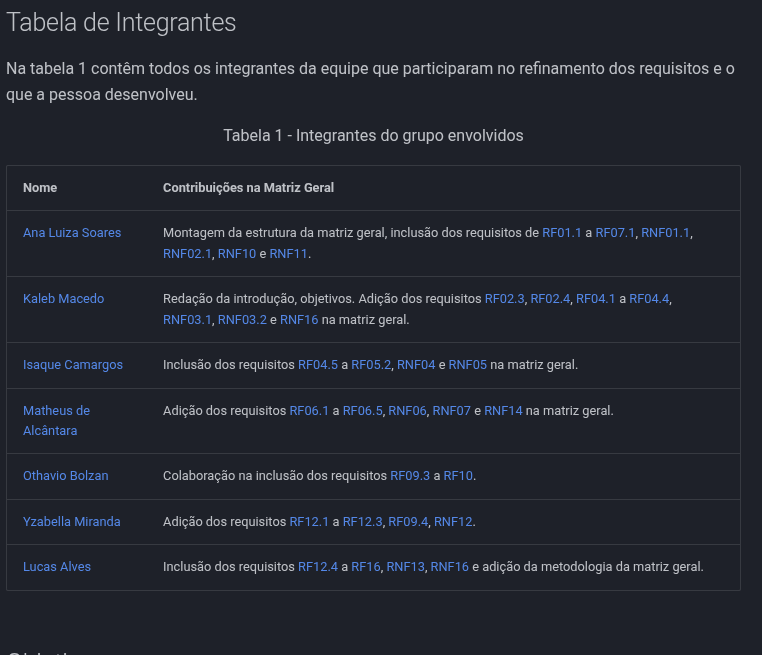 Tabela de Integrantes
Na tabela 1 contêm todos os integrantes da equipe que participaram no refinamento dos requisitos e o
que a pessoa desenvolveu.
Tabela 1 - Integrantes do grupo envolvidos
Nome Contribuições na Matriz Geral
Ana Luiza Soares Montagem da estrutura da matriz geral, inclusão dos requisitos de RF01.1 a RF07.1, RNF01.1,
RNF02.1, RNF10 e RNF11.
Kaleb Macedo Redação da introdução, objetivos. Adição dos requisitos RF02.3, RF02.4, RF04.1 a RF04.4,
RNF03.1, RNF03.2 e RNF16 na matriz geral.
Isaque Camargos Inclusão dos requisitos RF04.5 a RF05.2, RNF04 e RNF05 na matriz geral.
Matheus de Adição dos requisitos RF06.1 a RF06.5, RNF06, RNF07 e RNF14 na matriz geral.
Alcântara
Othavio Bolzan Colaboração na inclusão dos requisitos RF09.3 a RF10.
Yzabella Miranda Adição dos requisitos RF12.1 a RF12.3, RF09.4, RNF12.
Lucas Alves Inclusão dos requisitos RF12.4 a RF16, RNF13, RNF16 e adição da metodologia da matriz geral.